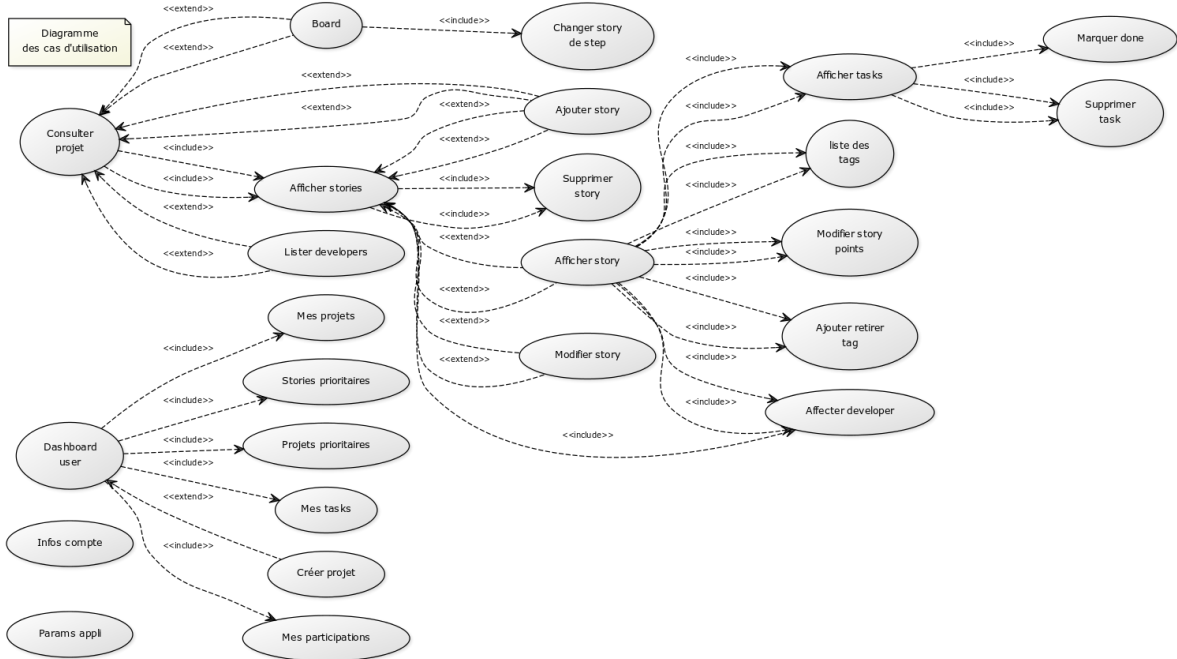 Diagramme
des cas d'utilisation
<<extend>>
<<extend>>
Board
<<include>>
Changer story
de step
Consulter
projet
<<extend>>
<<extend>>
<<extend>>
<<extend>>
Ajouter story
<<include>>
<<include>>
Afficher stories
<<include>>
<<include>>
Supprimer
story
<<extend>>
<<extend>>
Lister developers
<<extend>>
<<extend>>
Afficher story
<<extend>>
<<extend>>
Modifier story
<<include>>
<<include>>
<<include>>
Afficher tasks
<<include>>
Marquer done
<<include>>
<<include>>
Supprimer
task
<<include>>
<<include>>
liste des
tags
<<include>>
<<include>>
Modifier story
points
<<include>>
<<include>>
Ajouter retirer
tag
<<include>>
<<include>>
Affecter developer
Dashboard
user
<<include>>
Mes projets
<<include>>
Stories prioritaires
<<include>>
Projets prioritaires
<<include>>
Mes tasks
<<extend>>
Créer projet
<<include>>
Mes participations
Infos compte
Params appli